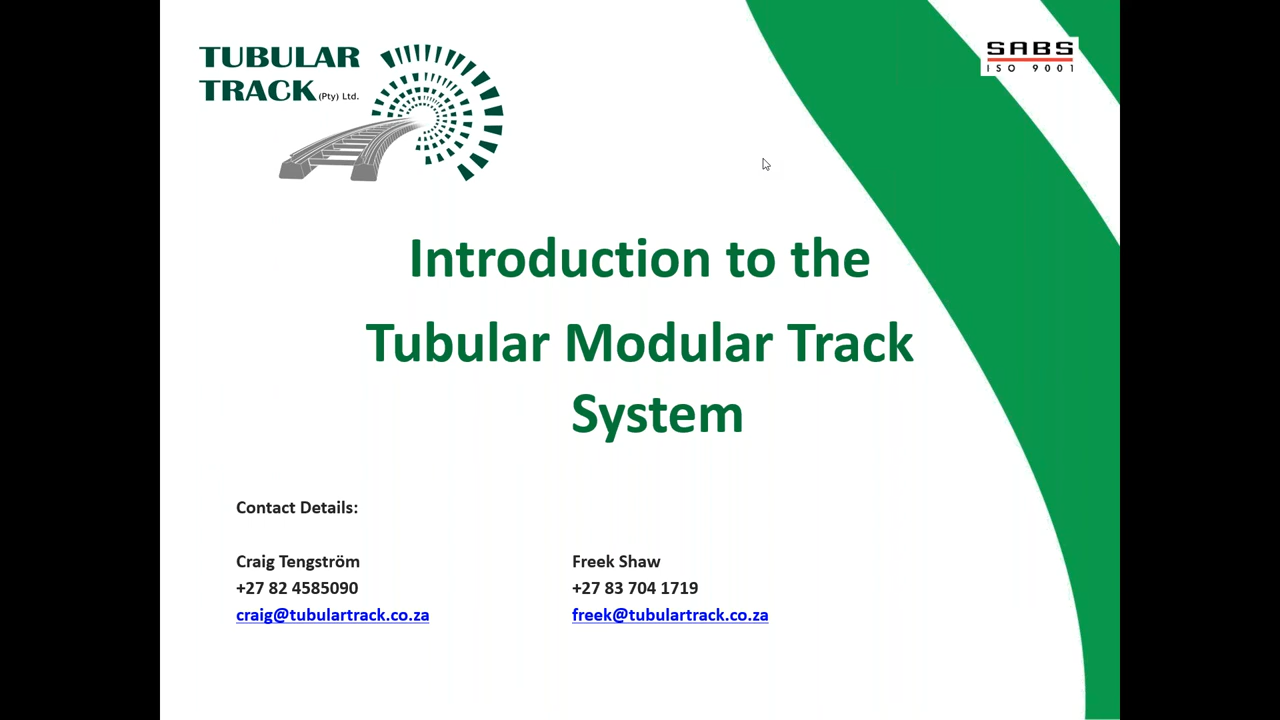 TUBULAR
TRACK (Pty) Ltd.
SABS
ISO 9001
Introduction to the
Tubular Modular Track
System
Contact Details:
Craig Tengström
+27 82 4585090
craig@tubulartrack.co.za
Freek Shaw
+27 83 704 1719
freek@tubulartrack.co.za